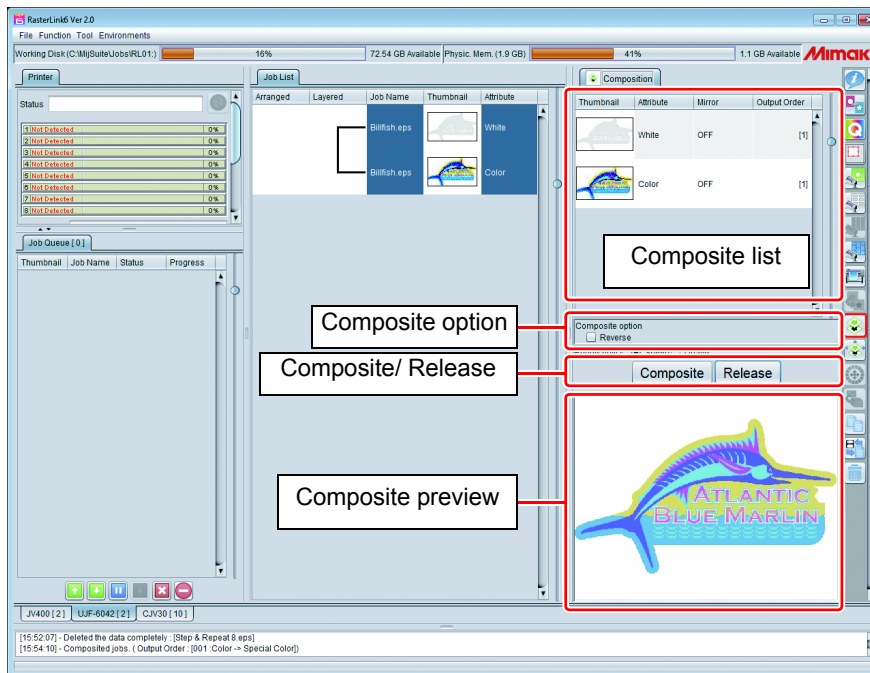 RasterLink6 Ver 2.0
File Function Tool Environments
Working Disk (C:\MijSuite\Jobs\RL01:) 16% 72.54 GB Available Physic. Mem. (1.9 GB) 41% 1.1 GB Available Mimak
Printer
Status
1 Not Detected 0%
2 Not Detected 0%
3 Not Detected 0%
4 Not Detected 0%
5 Not Detected 0%
6 Not Detected 0%
7 Not Detected 0%
8 Not Detected 0%
Job Queue [ 0 ]
Thumbnail Job Name Status Progress
Job List
Arranged Layered Job Name Thumbnail Attribute
Billfish.eps White
Billfish.eps Color
Composition
Thumbnail Attribute Mirror Output Order
White OFF [1]
Color OFF [1]
Composite list
Composite option
Composite option
Reverse
Composite/ Release
Composite Release
Composite preview
ATLANTIC
BLUE MARLIN
JV400 [ 2 ] UJF-6042 [ 2 ] CJV30 [ 10 ]
[15:52:07] - Deleted the data completely : [Step & Repeat 8.eps]
[15:54:10] - Composited jobs. ( Output Order : [001 :Color -> Special Color])